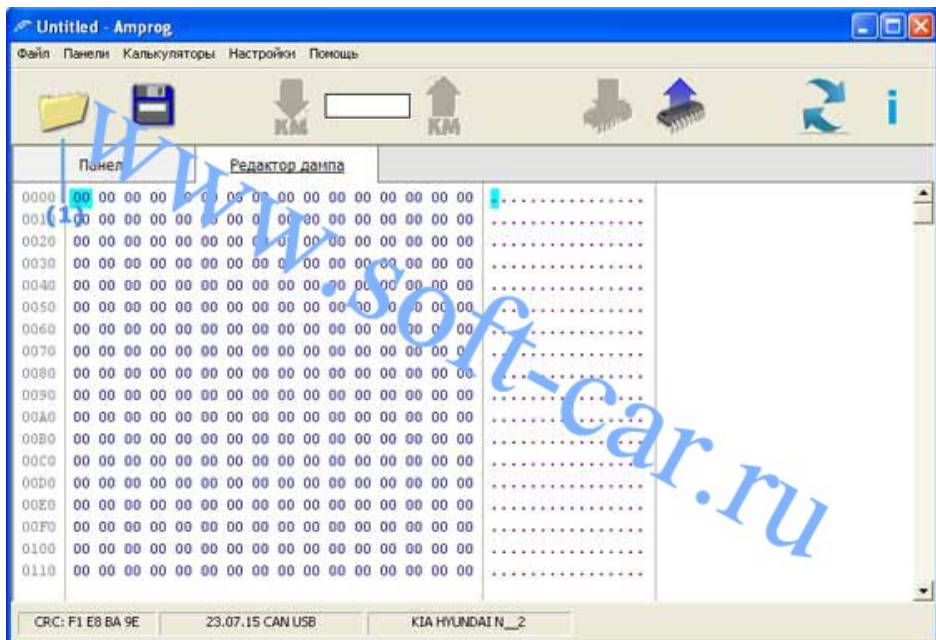 Untitled - Amprog
Файл Панели Калькуляторы Настройки Помощь
KM KM i
Панел Редактор дампа
0000 00 00 00 00 00 00 00 00 00 00 00 00 00 00 00 00 ................
0010 00 00 00 00 00 00 00 00 00 00 00 00 00 00 00 00 ................
(1)
0020 00 00 00 00 00 00 00 00 00 00 00 00 00 00 00 00 ................
0030 00 00 00 00 00 00 00 00 00 00 00 00 00 00 00 00 ................
0040 00 00 00 00 00 00 00 00 00 00 00 00 00 00 00 00 ................
0050 00 00 00 00 00 00 00 00 00 00 00 00 00 00 00 00 ................
0060 00 00 00 00 00 00 00 00 00 00 00 00 00 00 00 00 ................
0070 00 00 00 00 00 00 00 00 00 00 00 00 00 00 00 00 ................
0080 00 00 00 00 00 00 00 00 00 00 00 00 00 00 00 00 ................
0090 00 00 00 00 00 00 00 00 00 00 00 00 00 00 00 00 ................
00A0 00 00 00 00 00 00 00 00 00 00 00 00 00 00 00 00 ................
00B0 00 00 00 00 00 00 00 00 00 00 00 00 00 00 00 00 ................
00C0 00 00 00 00 00 00 00 00 00 00 00 00 00 00 00 00 ................
00D0 00 00 00 00 00 00 00 00 00 00 00 00 00 00 00 00 ................
00E0 00 00 00 00 00 00 00 00 00 00 00 00 00 00 00 00 ................
00F0 00 00 00 00 00 00 00 00 00 00 00 00 00 00 00 00 ................
0100 00 00 00 00 00 00 00 00 00 00 00 00 00 00 00 00 ................
0110 00 00 00 00 00 00 00 00 00 00 00 00 00 00 00 00 ................
CRC: F1 E8 BA 9E 23.07.15 CAN USB KIA HYUNDAI N__2
www.soft-car.ru